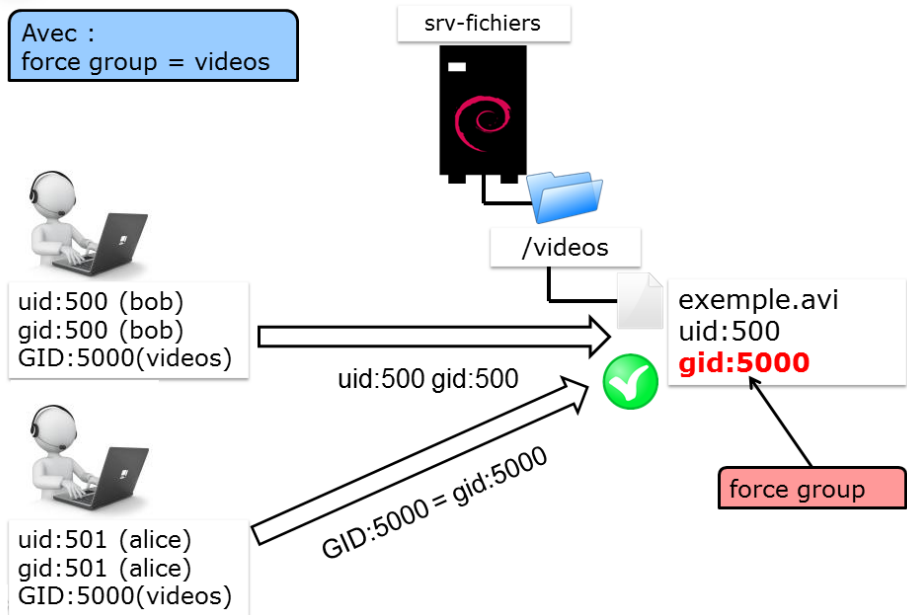 Avec :
force group = videos
srv-fichiers
/videos
exemple.avi
uid:500
gid:5000
uid:500 (bob)
gid:500 (bob)
GID:5000(videos)
uid:500 gid:500
GID:5000 = gid:5000
force group
uid:501 (alice)
gid:501 (alice)
GID:5000(videos)